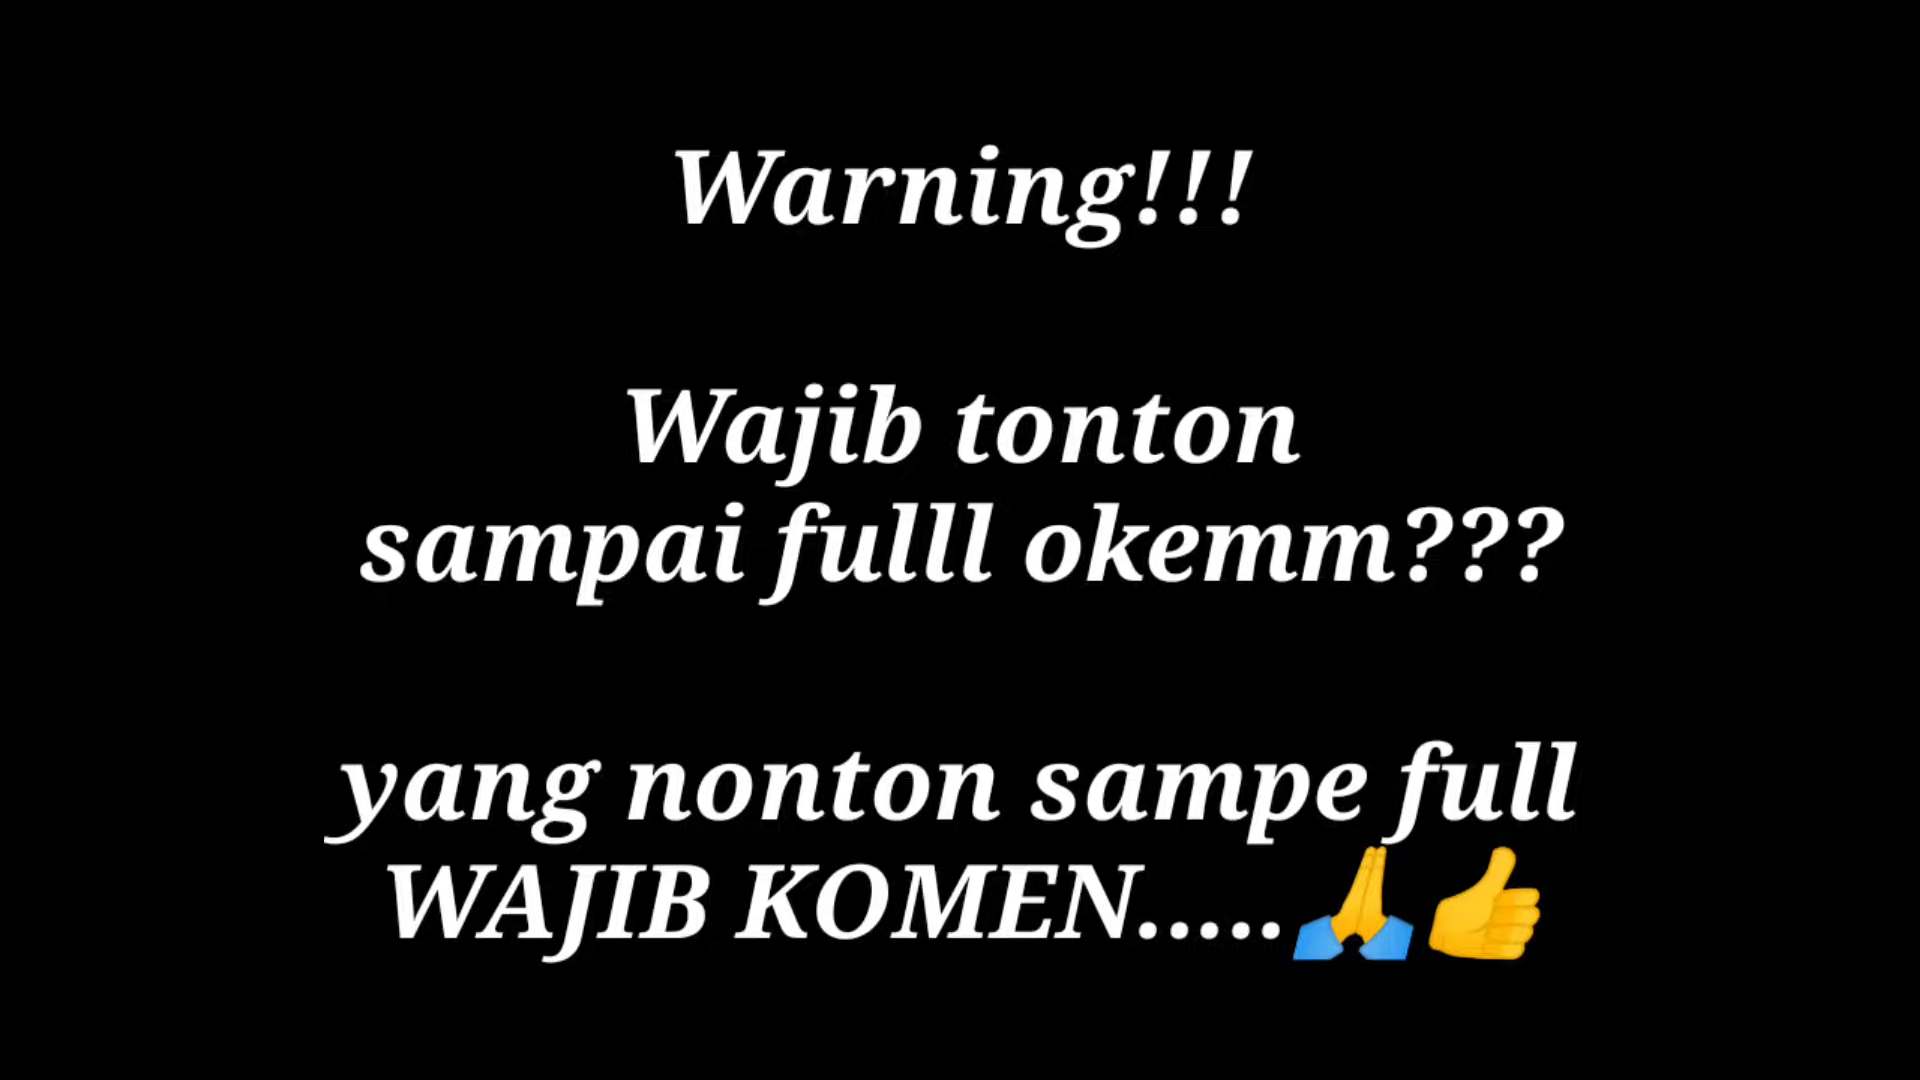 Warning!!!
Wajib tonton
sampai fulll okemm???
yang nonton sampe full
WAJIB KOMEN.....🙏👍